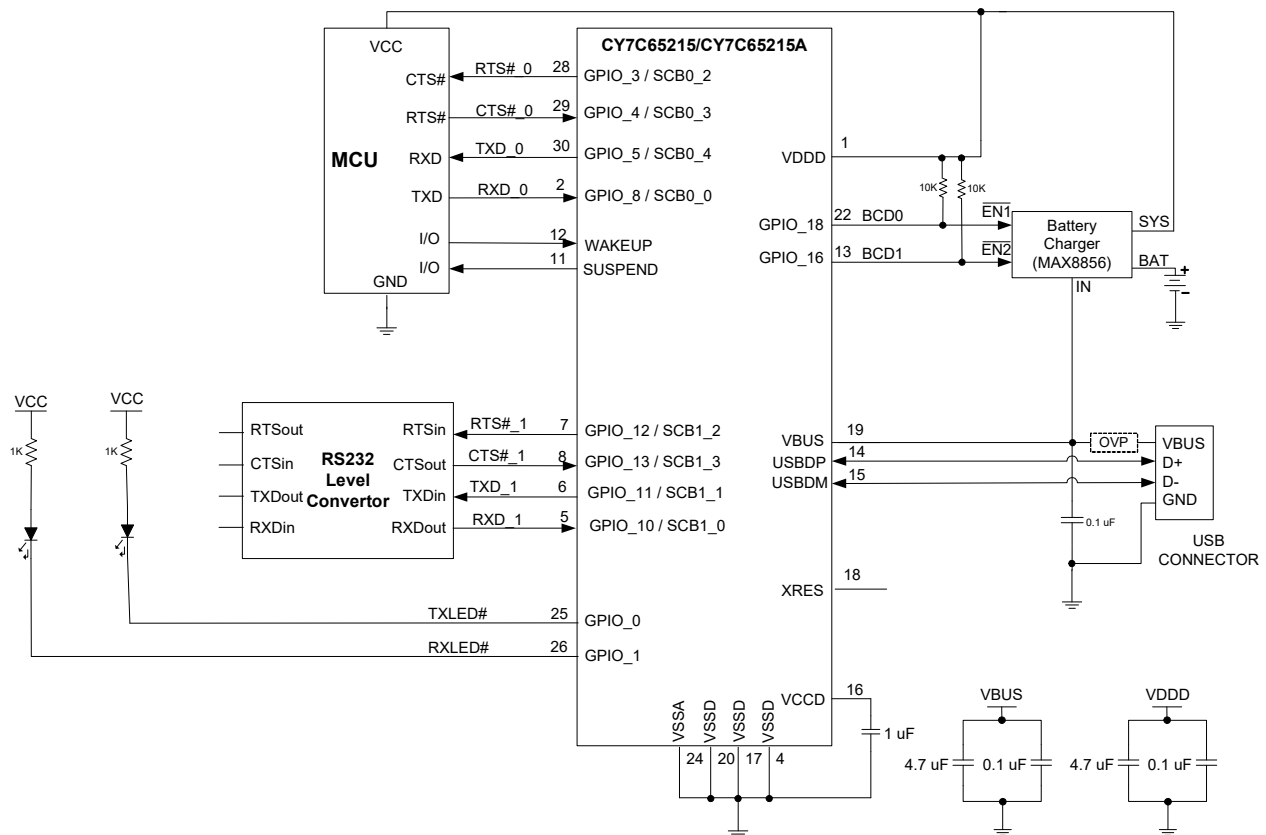 CY7C65215/CY7C65215A
VCC
MCU
CTS#
RTS#
RXD
TXD
I/O
I/O
GND
RTS#_0
28
GPIO_3 / SCB0_2
CTS#_0
29
GPIO_4 / SCB0_3
TXD_0
30
GPIO_5 / SCB0_4
RXD_0
2
GPIO_8 / SCB0_0
12
WAKEUP
11
SUSPEND
VDDD
1
10K
10K
GPIO_18
22
BCD0
EN1
GPIO_16
13
BCD1
EN2
Battery
Charger
(MAX8856)
SYS
BAT
+
-
IN
VCC
VCC
1K
1K
RTSout
CTSin
TXDout
RXDin
RS232
Level
Convertor
RTSin
CTSout
TXDin
RXDout
RTS#_1
7
GPIO_12 / SCB1_2
CTS#_1
8
GPIO_13 / SCB1_3
TXD_1
6
GPIO_11 / SCB1_1
RXD_1
5
GPIO_10 / SCB1_0
VBUS
19
USBDP
14
USBDM
15
OVP
VBUS
D+
D-
GND
0.1 uF
USB
CONNECTOR
XRES
18
TXLED#
25
GPIO_0
RXLED#
26
GPIO_1
VCCD
16
1 uF
VSSA
VSSD
VSSD
VSSD
24
20
17
4
VBUS
4.7 uF
0.1 uF
VDDD
4.7 uF
0.1 uF